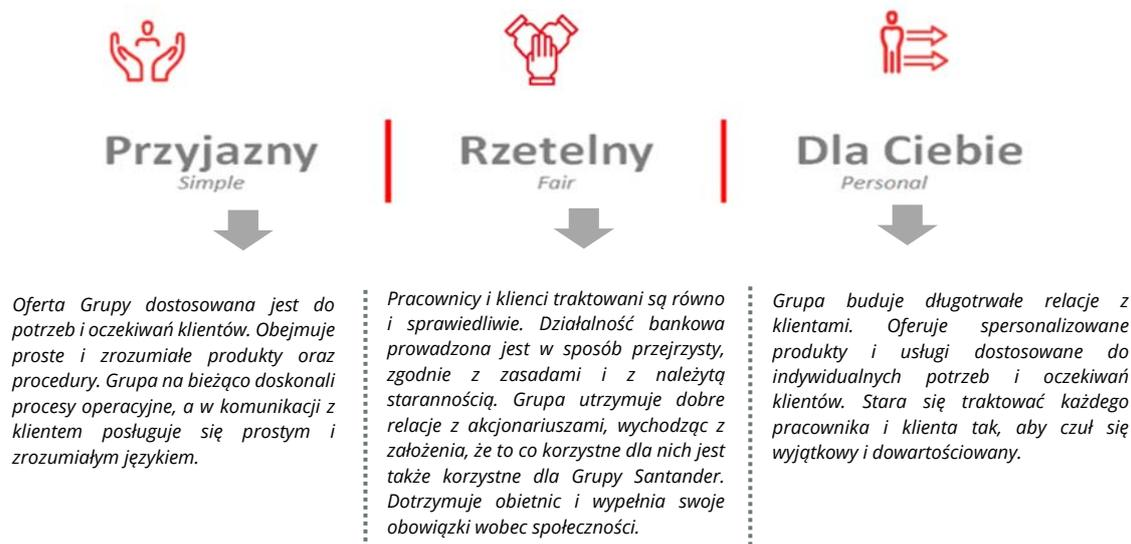 Przyjazny
Simple
Rzetelny
Fair
Dla Ciebie
Personal
Oferta Grupy dostosowana jest do
potrzeb i oczekiwań klientów. Obejmuje
proste i zrozumiałe produkty oraz
procedury. Grupa na bieżąco doskonali
procesy operacyjne, a w komunikacji z
klientem posługuje się prostym i
zrozumiałym językiem.
Pracownicy i klienci traktowani są równo
i sprawiedliwie. Działalność bankowa
prowadzona jest w sposób przejrzysty,
zgodnie z zasadami i z należytą
starannością. Grupa utrzymuje dobre
relacje z akcjonariuszami, wychodząc z
założenia, że to co korzystne dla nich jest
także korzystne dla Grupy Santander.
Dotrzymuje obietnic i wypełnia swoje
obowiązki wobec społeczności.
Grupa buduje długotrwałe relacje z
klientami. Oferuje spersonalizowane
produkty i usługi dostosowane do
indywidualnych potrzeb i oczekiwań
klientów. Stara się traktować każdego
pracownika i klienta tak, aby czuł się
wyjątkowy i dowartościowany.